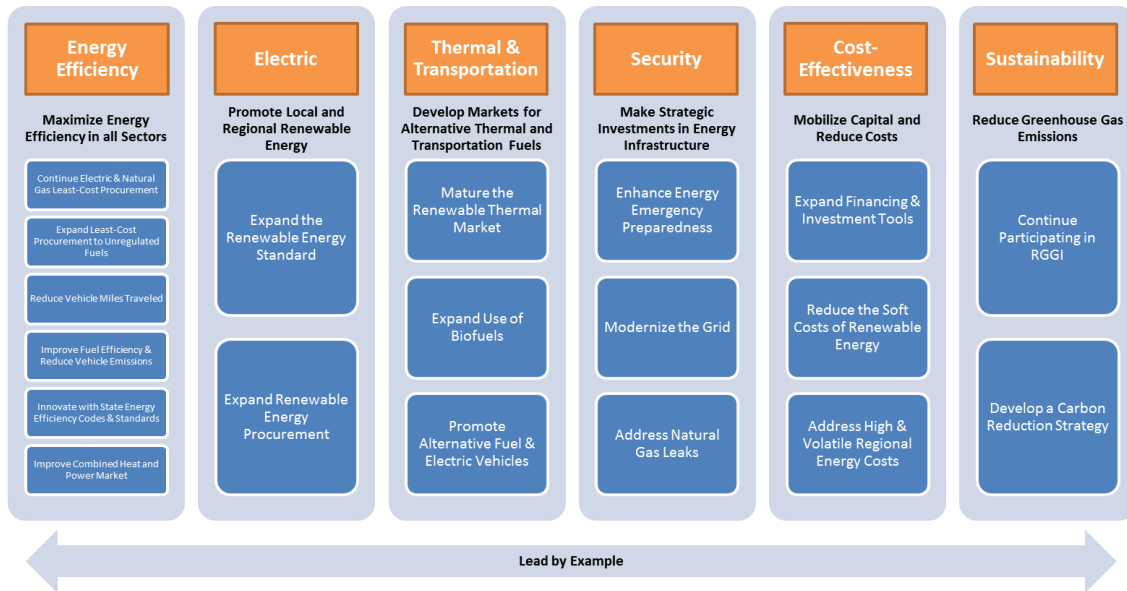 Energy
Efficiency
Maximize Energy
Efficiency in all Sectors
Continue Electric & Natural
Gas Least-Cost Procurement
Expand Least-Cost
Procurement to Unregulated
Fuels
Reduce Vehicle Miles Traveled
Improve Fuel Efficiency &
Reduce Vehicle Emissions
Innovate with State Energy
Efficiency Codes & Standards
Improve Combined Heat and
Power Market
Electric
Promote Local and
Regional Renewable
Energy
Expand the
Renewable Energy
Standard
Expand Renewable
Energy
Procurement
Thermal &
Transportation
Develop Markets for
Alternative Thermal and
Transportation Fuels
Mature the
Renewable Thermal
Market
Expand Use of
Biofuels
Promote
Alternative Fuel &
Electric Vehicles
Security
Make Strategic
Investments in Energy
Infrastructure
Enhance Energy
Emergency
Preparedness
Modernize the Grid
Address Natural
Gas Leaks
Cost-
Effectiveness
Mobilize Capital and
Reduce Costs
Expand Financing &
Investment Tools
Reduce the Soft
Costs of Renewable
Energy
Address High &
Volatile Regional
Energy Costs
Sustainability
Reduce Greenhouse Gas
Emissions
Continue
Participating in
RGGI
Develop a Carbon
Reduction Strategy
Lead by Example